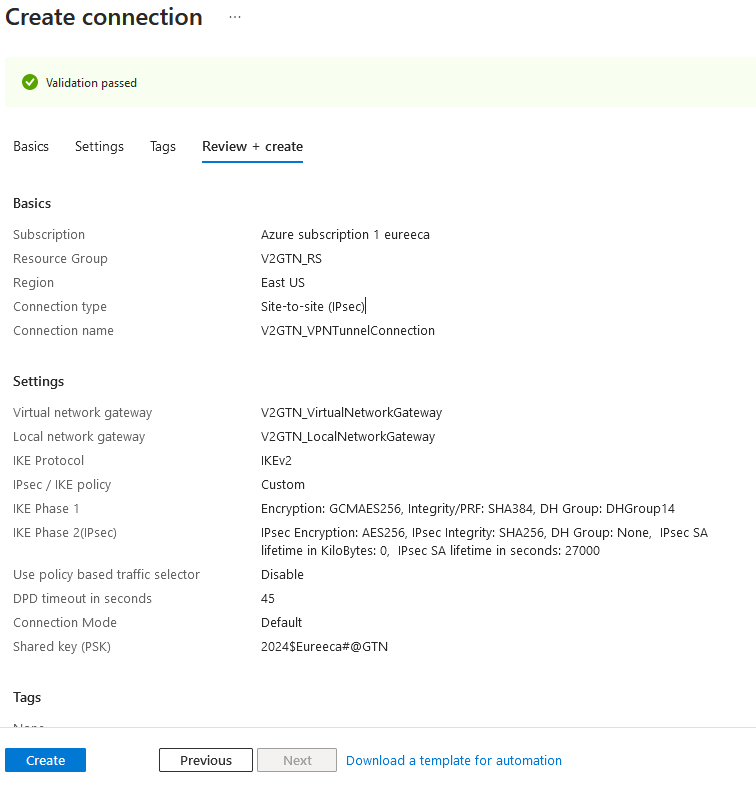 Create connection ...
Validation passed
Basics Settings Tags Review + create
Basics
Subscription Azure subscription 1 eureeca
Resource Group V2GTN_RS
Region East US
Connection type Site-to-site (IPsec)
Connection name V2GTN_VPNTunnelConnection
Settings
Virtual network gateway V2GTN_VirtualNetworkGateway
Local network gateway V2GTN_LocalNetworkGateway
IKE Protocol IKEv2
IPsec / IKE policy Custom
IKE Phase 1 Encryption: GCMAES256, Integrity/PRF: SHA384, DH Group: DHGroup14
IKE Phase 2(IPsec) IPsec Encryption: AES256, IPsec Integrity: SHA256, DH Group: None, IPsec SA
lifetime in KiloBytes: 0, IPsec SA lifetime in seconds: 27000
Use policy based traffic selector Disable
DPD timeout in seconds 45
Connection Mode Default
Shared key (PSK) 2024$Eureeca#@GTN
Tags
None
Create Previous Next Download a template for automation